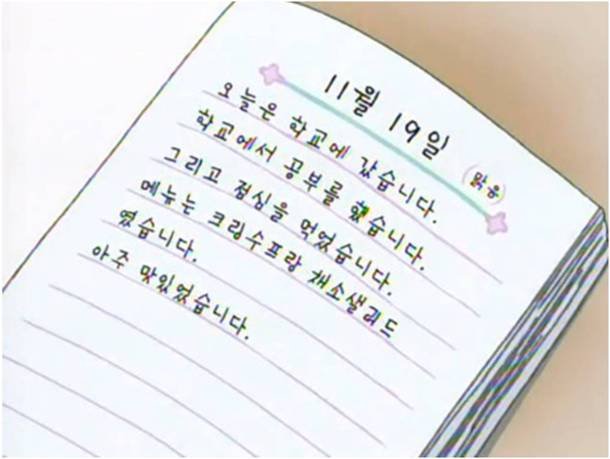 11월 19일
맑음
오늘은 학교에 갔습니다.
학교에서 공부를 했습니다.
그리고 점심을 먹었습니다.
메뉴는 크림수프랑 채소샐러드
였습니다.
아주 맛있었습니다.